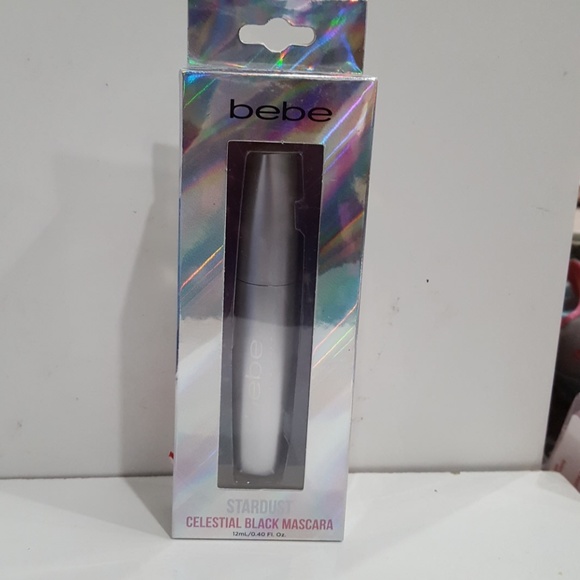 bebe
bebe
STARDUST
CELESTIAL BLACK MASCARA
12mL/0.40 Fl. Oz.